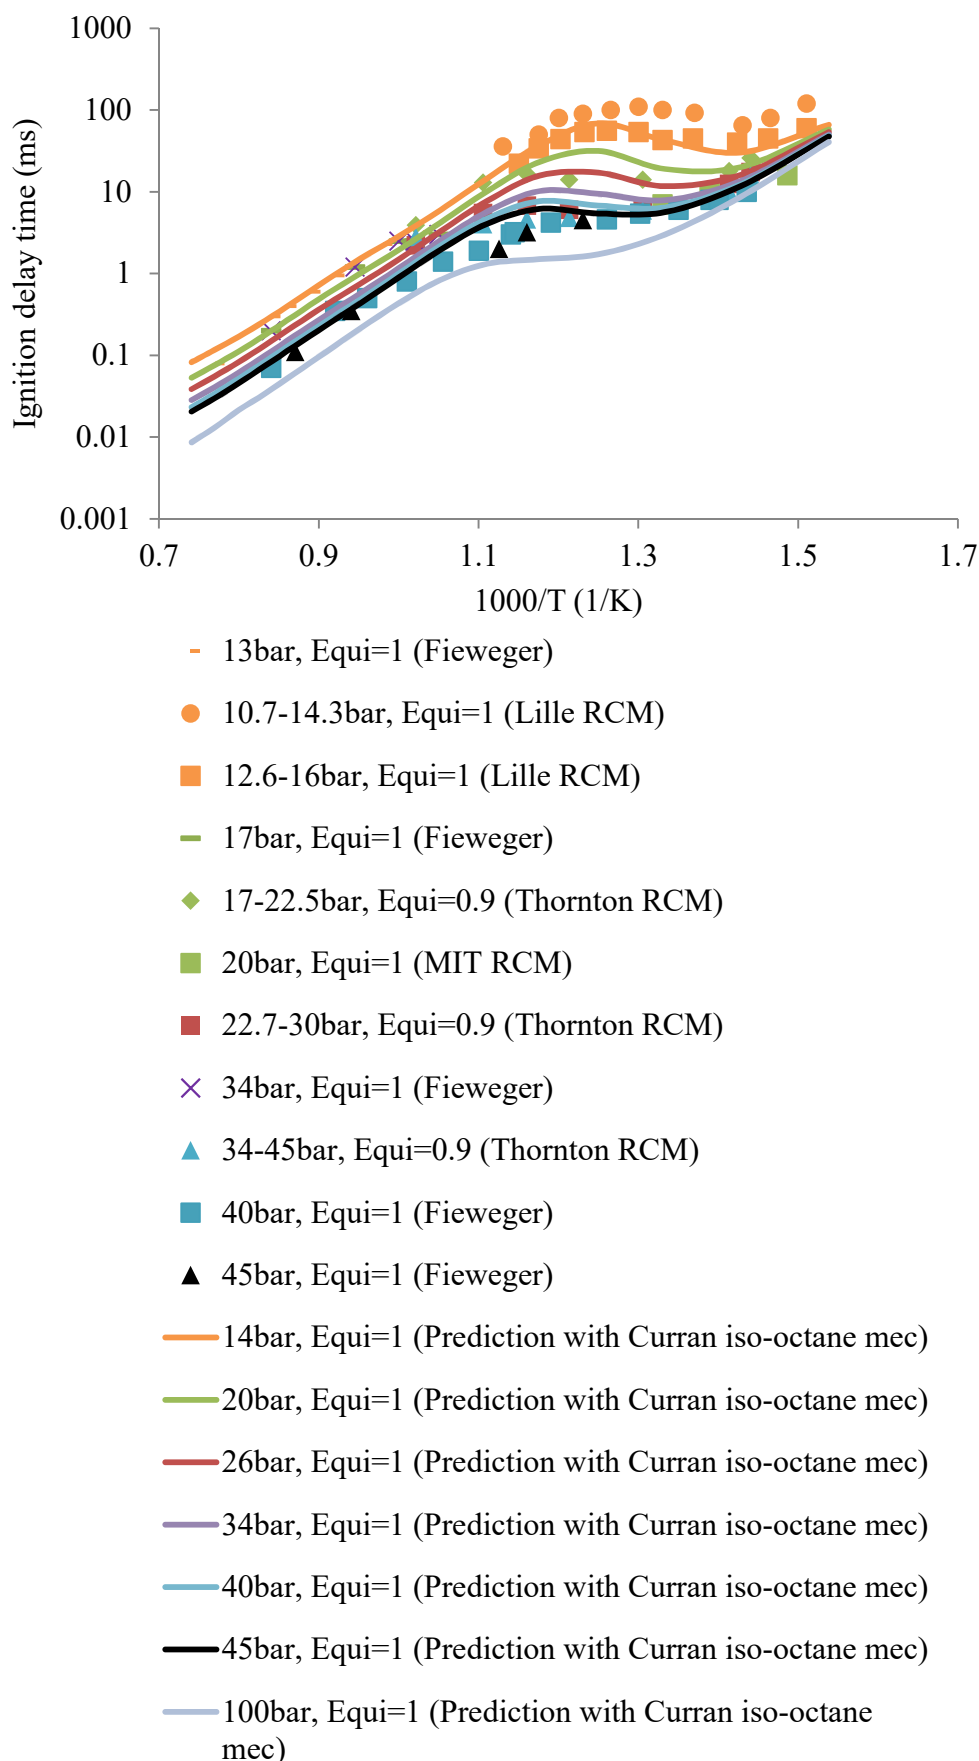 1000
100
10
1
0.1
0.01
0.001
Ignition delay time (ms)
0.7 0.9 1.1 1.3 1.5 1.7
1000/T (1/K)
13bar, Equi=1 (Fieweger)
10.7-14.3bar, Equi=1 (Lille RCM)
12.6-16bar, Equi=1 (Lille RCM)
17bar, Equi=1 (Fieweger)
17-22.5bar, Equi=0.9 (Thornton RCM)
20bar, Equi=1 (MIT RCM)
22.7-30bar, Equi=0.9 (Thornton RCM)
34bar, Equi=1 (Fieweger)
34-45bar, Equi=0.9 (Thornton RCM)
40bar, Equi=1 (Fieweger)
45bar, Equi=1 (Fieweger)
14bar, Equi=1 (Prediction with Curran iso-octane mec)
20bar, Equi=1 (Prediction with Curran iso-octane mec)
26bar, Equi=1 (Prediction with Curran iso-octane mec)
34bar, Equi=1 (Prediction with Curran iso-octane mec)
40bar, Equi=1 (Prediction with Curran iso-octane mec)
45bar, Equi=1 (Prediction with Curran iso-octane mec)
100bar, Equi=1 (Prediction with Curran iso-octane
mec)